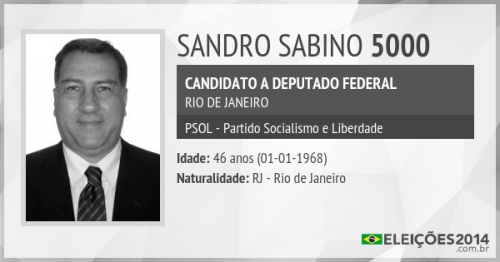 SANDRO SABINO 5000
CANDIDATO A DEPUTADO FEDERAL
RIO DE JANEIRO
PSOL - Partido Socialismo e Liberdade
Idade: 46 anos (01-01-1968)
Naturalidade: RJ - Rio de Janeiro
ELEIÇÕES2014
.com.br